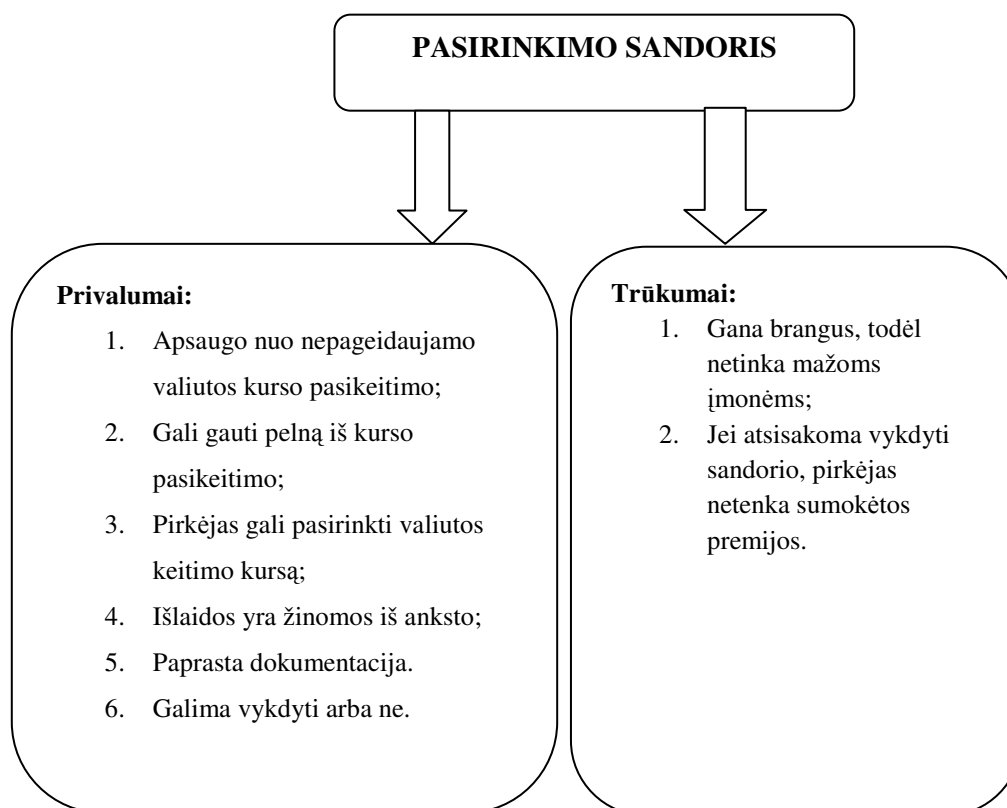 PASIRINKIMO SANDORIS
Privalumai:
1. Apsaugo nuo nepageidaujamo
valiutos kurso pasikeitimo;
2. Gali gauti pelną iš kurso
pasikeitimo;
3. Pirkėjas gali pasirinkti valiutos
keitimo kursą;
4. Išlaidos yra žinomos iš anksto;
5. Paprasta dokumentacija.
6. Galima vykdyti arba ne.
Trūkumai:
1. Gana brangus, todėl
netinka mažoms
įmonėms;
2. Jei atsisakoma vykdyti
sandorio, pirkėjas
netenka sumokėtos
premijos.